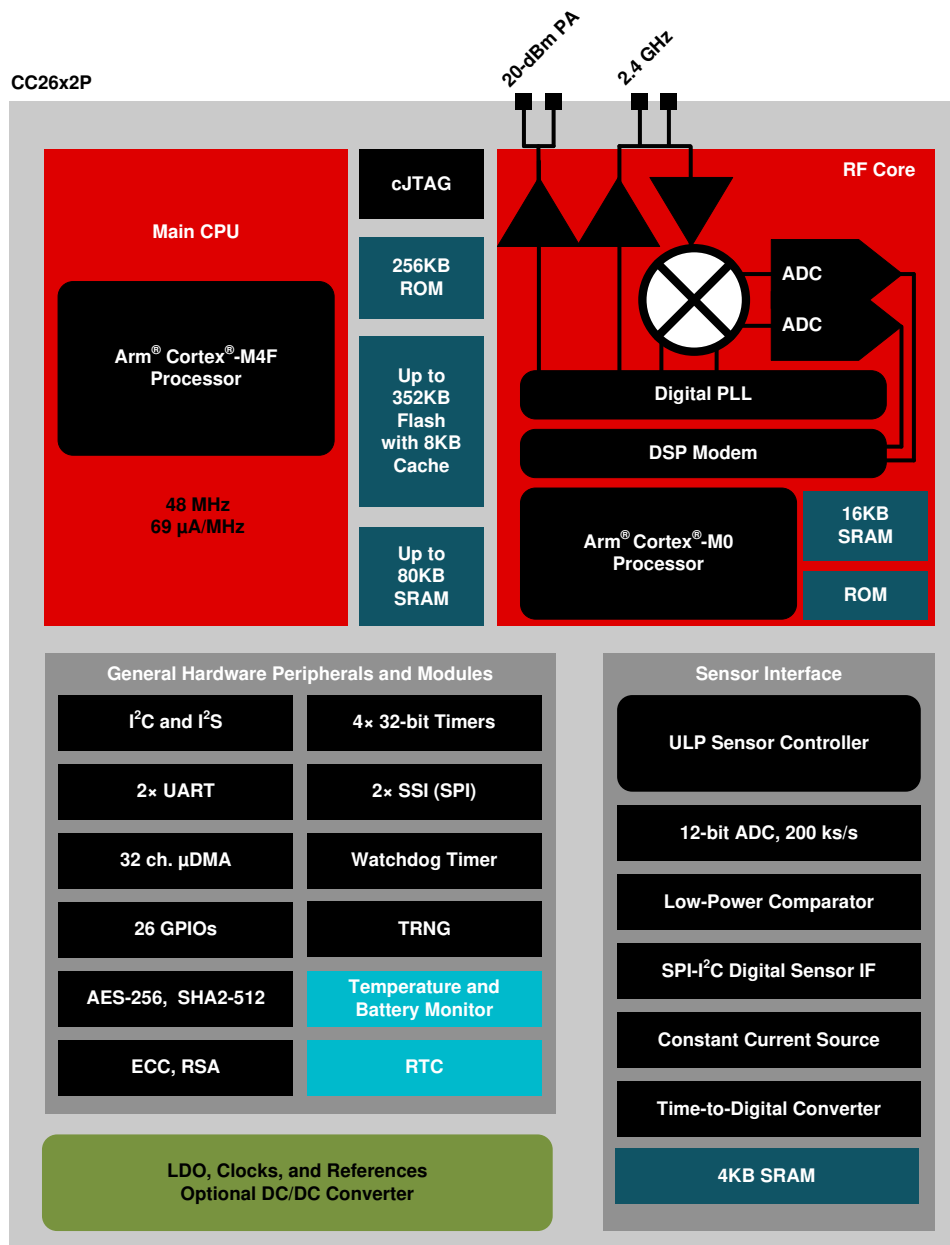 20-dBm PA
2.4 GHz
CC26x2P
Main CPU
Arm® Cortex®-M4F
Processor
48 MHz
69 µA/MHz
cJTAG
256KB
ROM
Up to
352KB
Flash
with 8KB
Cache
Up to
80KB
SRAM
RF Core
ADC
ADC
Digital PLL
DSP Modem
Arm® Cortex®-M0
Processor
16KB
SRAM
ROM
General Hardware Peripherals and Modules
I²C and I²S
4× 32-bit Timers
2× UART
2× SSI (SPI)
32 ch. µDMA
Watchdog Timer
26 GPIOs
TRNG
AES-256, SHA2-512
Temperature and
Battery Monitor
ECC, RSA
RTC
LDO, Clocks, and References
Optional DC/DC Converter
Sensor Interface
ULP Sensor Controller
12-bit ADC, 200 ks/s
Low-Power Comparator
SPI-I²C Digital Sensor IF
Constant Current Source
Time-to-Digital Converter
4KB SRAM